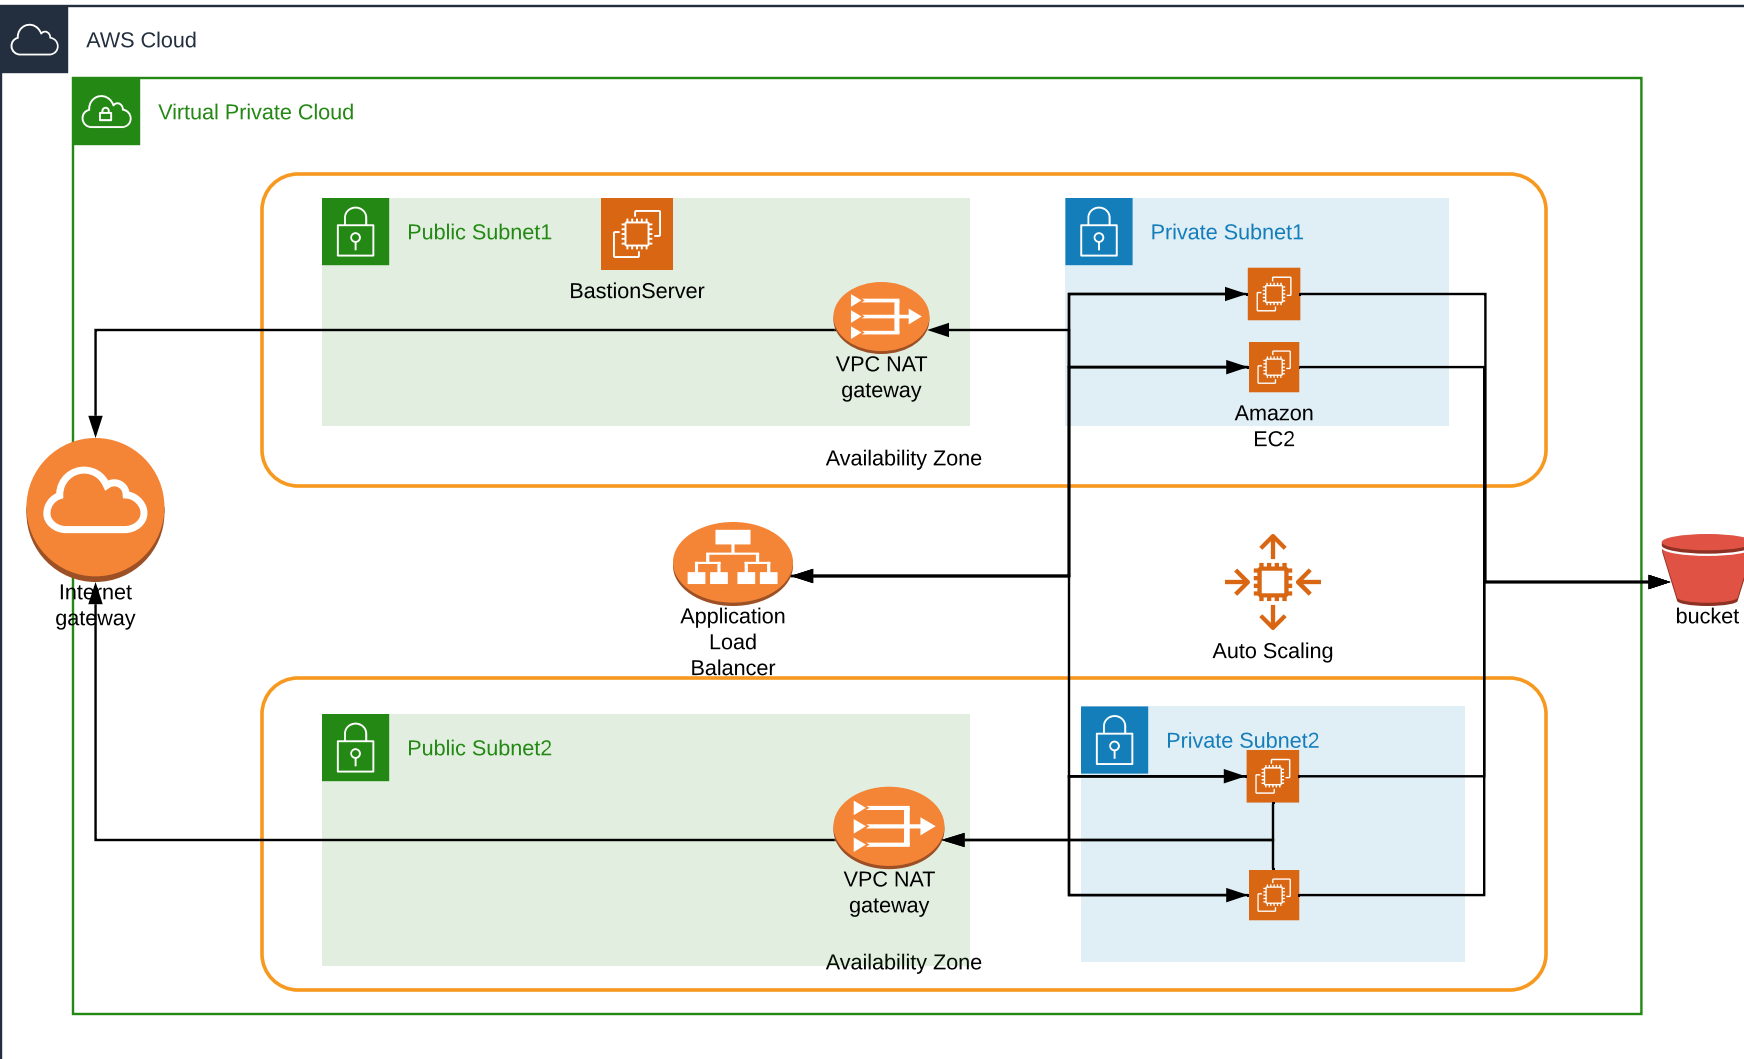 AWS Cloud
Virtual Private Cloud
Public Subnet1
BastionServer
VPC NAT
gateway
Private Subnet1
Amazon
EC2
Availability Zone
Internet
gateway
Application
Load
Balancer
Auto Scaling
bucket
Public Subnet2
Private Subnet2
VPC NAT
gateway
Availability Zone